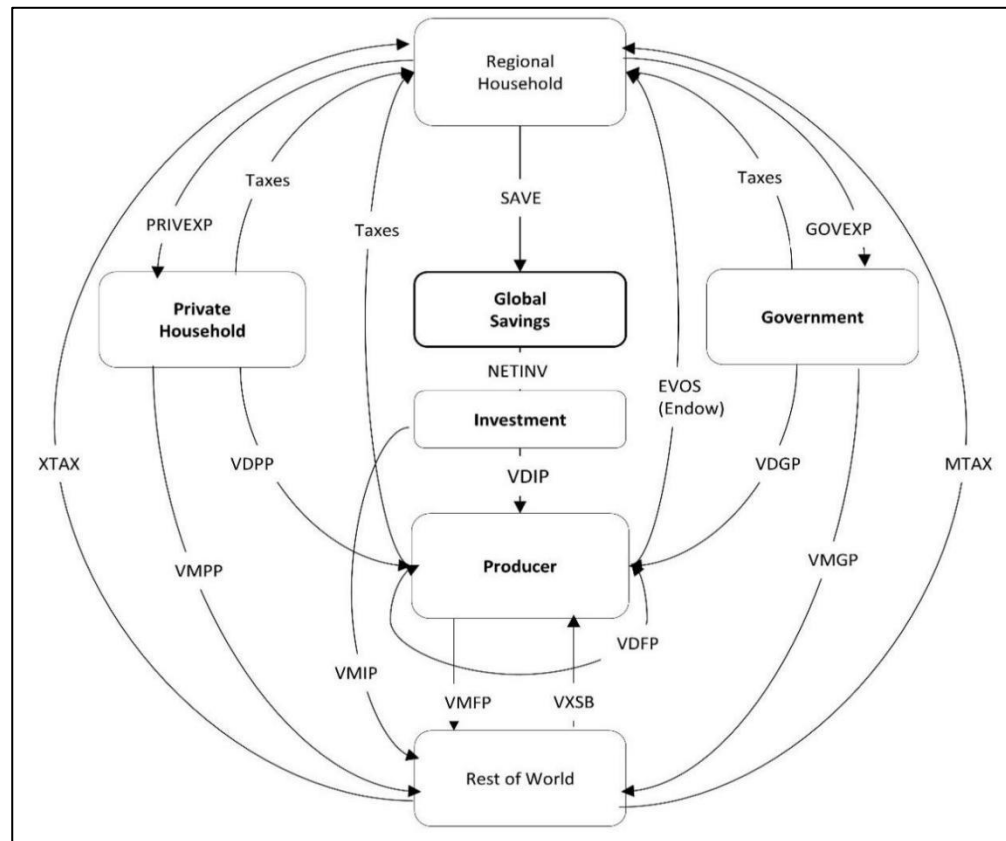 Regional
Household
Taxes
Taxes
SAVE
PRIVEXP
Taxes
GOVEXP
Private
Household
Global
Savings
Government
NETINV
EVOS
(Endow)
Investment
XTAX
VDPP
VDIP
VDGP
MTAX
VMPP
Producer
VMGP
VDFP
VMIP
VMFP
VXSB
Rest of World